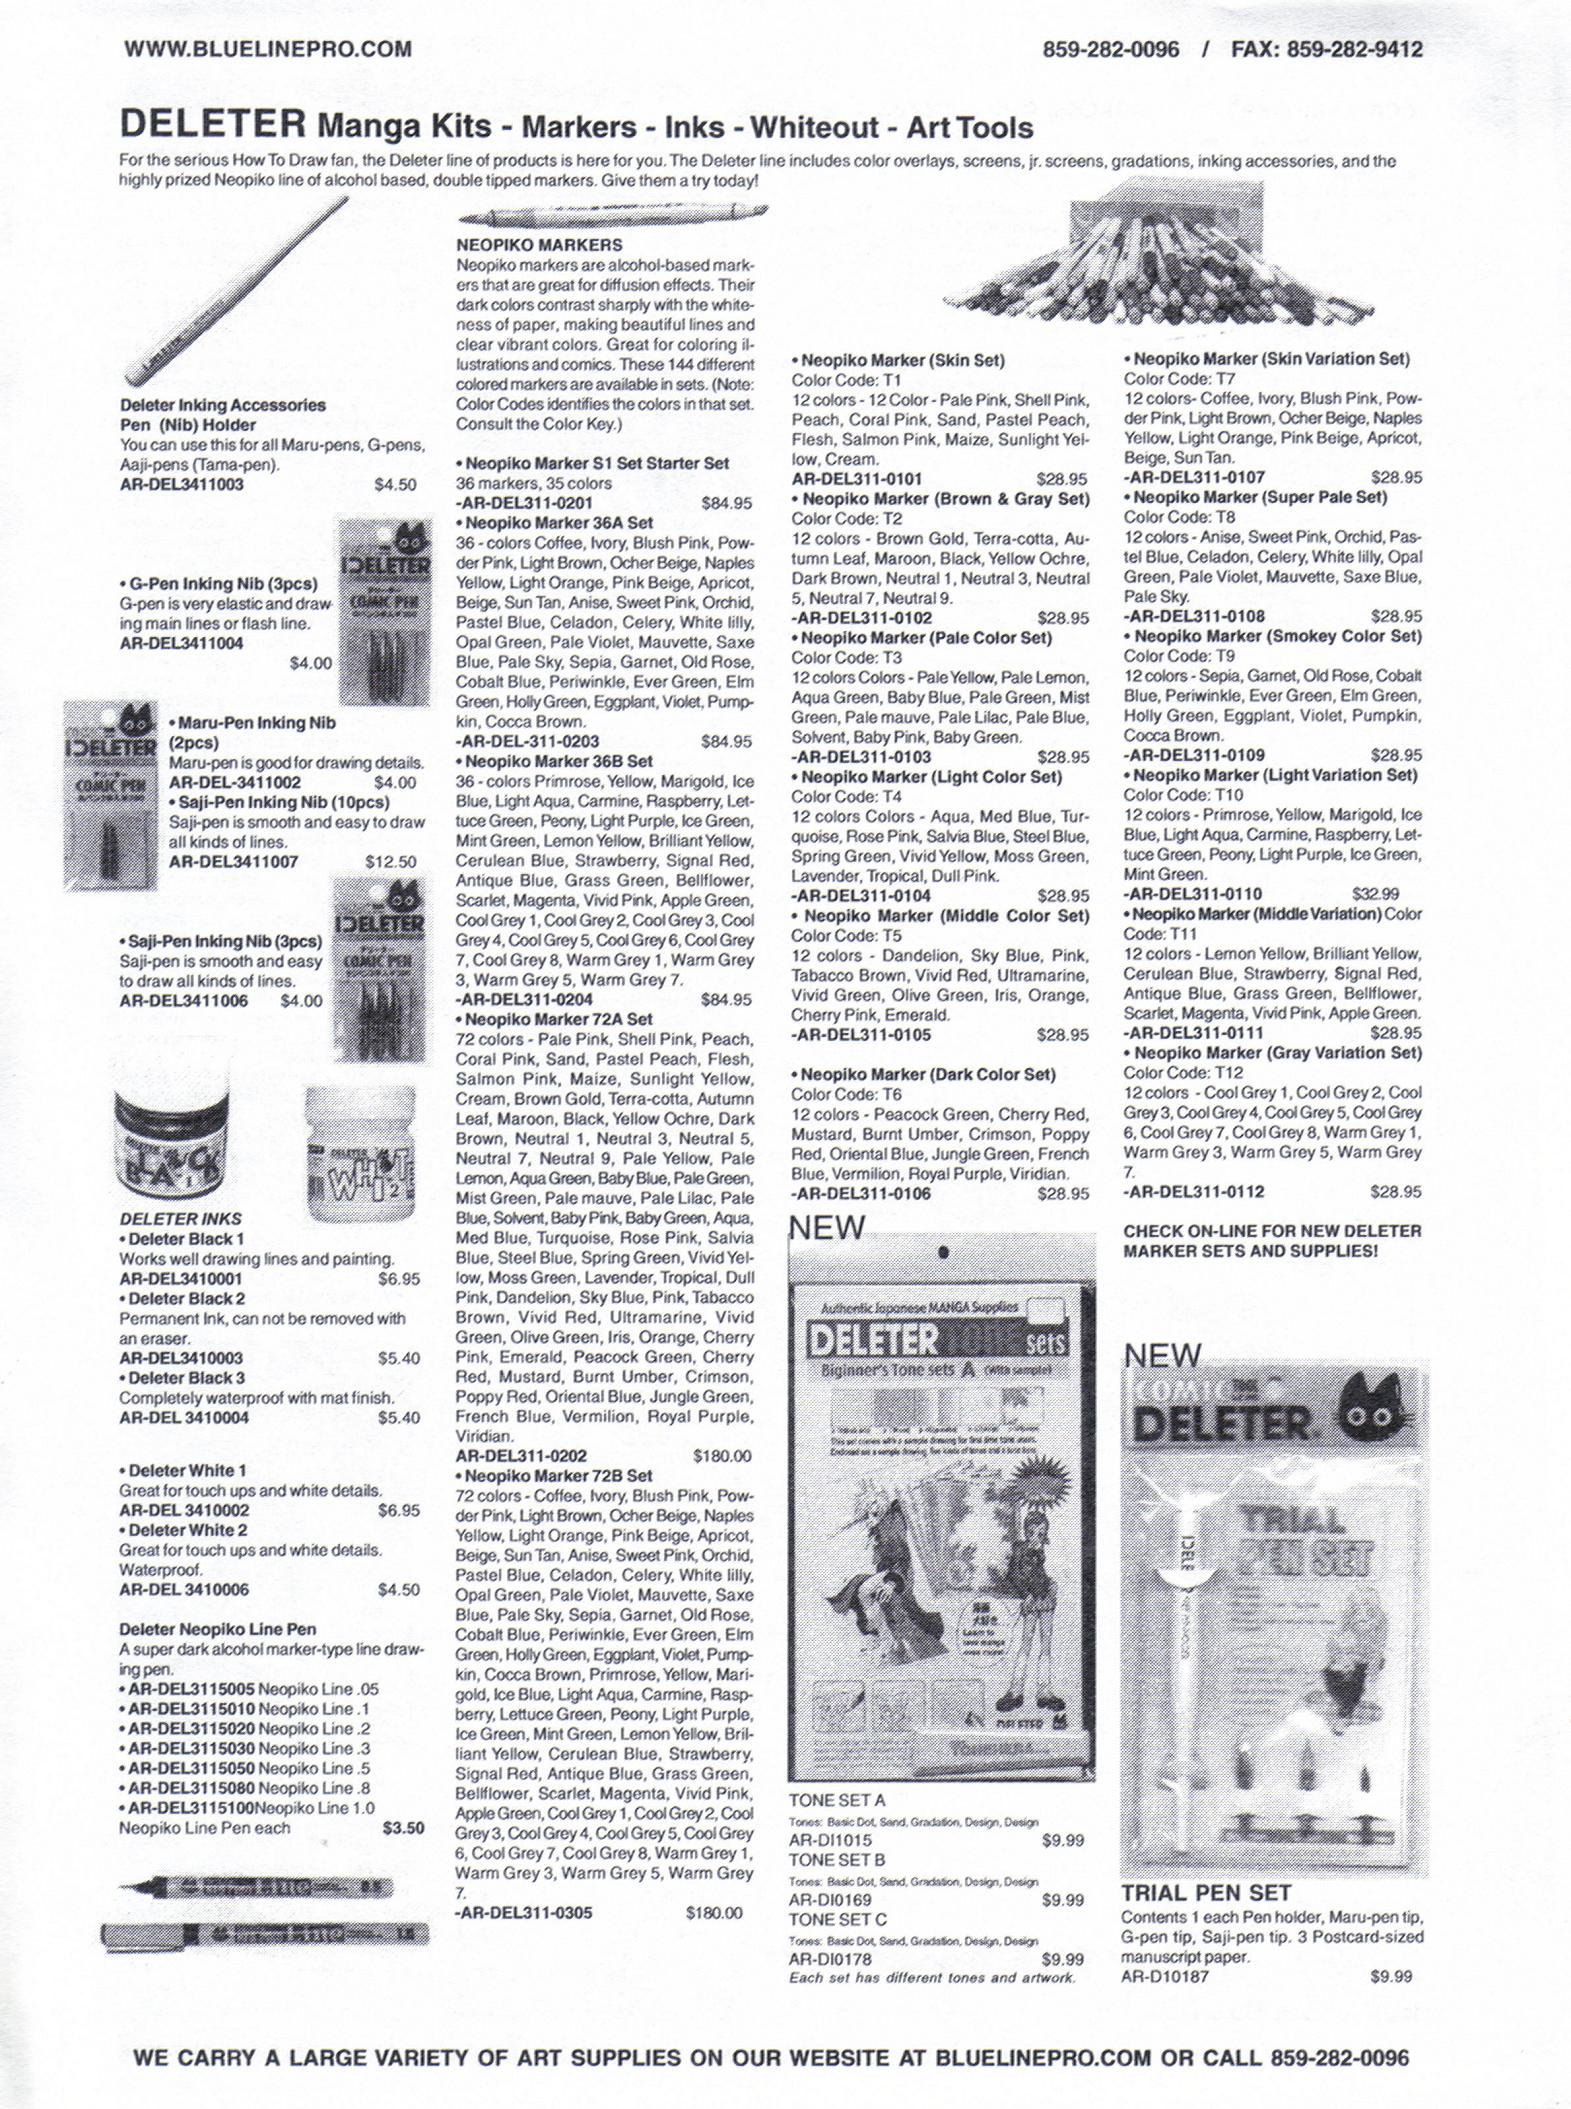 WWW.BLUELINEPRO.COM
859-282-0096 / FAX: 859-282-9412
DELETER Manga Kits - Markers - Inks - Whiteout - Art Tools
For the serious How To Draw fan, the Deleter line of products is here for you. The Deleter line includes color overlays, screens, jr. screens, gradations, inking accessories, and the
highly prized Neopiko line of alcohol based, double tipped markers. Give them a try today!
Deleter Inking Accessories
Pen (Nib) Holder
You can use this for all Maru-pens, G-pens,
Aaji-pens (Tama-pen).
AR-DEL3411003 $4.50
• G-Pen Inking Nib (3pcs)
G-pen is very elastic and draw-
ing main lines or flash line.
AR-DEL3411004
$4.00
DELETER
COMIC PEN
• Maru-Pen Inking Nib
(2pcs)
Maru-pen is good for drawing details.
AR-DEL-3411002 $4.00
• Saji-Pen Inking Nib (10pcs)
Saji-pen is smooth and easy to draw
all kinds of lines.
AR-DEL3411007 $12.50
DELETER
COMIC PEN
• Saji-Pen Inking Nib (3pcs)
Saji-pen is smooth and easy
to draw all kinds of lines.
AR-DEL3411006 $4.00
DELETER
COMIC PEN
BLACK 1
DELETER
WHITE 2
DELETER INKS
• Deleter Black 1
Works well drawing lines and painting.
AR-DEL3410001 $6.95
• Deleter Black 2
Permanent Ink, can not be removed with
an eraser.
AR-DEL3410003 $5.40
• Deleter Black 3
Completely waterproof with mat finish.
AR-DEL 3410004 $5.40
• Deleter White 1
Great for touch ups and white details.
AR-DEL 3410002 $6.95
• Deleter White 2
Great for touch ups and white details.
Waterproof.
AR-DEL 3410006 $4.50
Deleter Neopiko Line Pen
A super dark alcohol marker-type line draw-
ing pen.
• AR-DEL3115005 Neopiko Line .05
• AR-DEL3115010 Neopiko Line .1
• AR-DEL3115020 Neopiko Line .2
• AR-DEL3115030 Neopiko Line .3
• AR-DEL3115050 Neopiko Line .5
• AR-DEL3115080 Neopiko Line .8
• AR-DEL3115100Neopiko Line 1.0
Neopiko Line Pen each $3.50
NEOPIKO MARKERS
Neopiko markers are alcohol-based mark-
ers that are great for diffusion effects. Their
dark colors contrast sharply with the white-
ness of paper, making beautiful lines and
clear vibrant colors. Great for coloring il-
lustrations and comics. These 144 different
colored markers are available in sets. (Note:
Color Codes identifies the colors in that set.
Consult the Color Key.)
• Neopiko Marker S1 Set Starter Set
36 markers, 35 colors
-AR-DEL311-0201 $84.95
• Neopiko Marker 36A Set
36 - colors Coffee, Ivory, Blush Pink, Pow-
der Pink, Light Brown, Ocher Beige, Naples
Yellow, Light Orange, Pink Beige, Apricot,
Beige, Sun Tan, Anise, Sweet Pink, Orchid,
Pastel Blue, Celadon, Celery, White lilly,
Opal Green, Pale Violet, Mauvette, Saxe
Blue, Pale Sky, Sepia, Garnet, Old Rose,
Cobalt Blue, Periwinkle, Ever Green, Elm
Green, Holly Green, Eggplant, Violet, Pump-
kin, Cocca Brown.
-AR-DEL-311-0203 $84.95
• Neopiko Marker 36B Set
36 - colors Primrose, Yellow, Marigold, Ice
Blue, Light Aqua, Carmine, Raspberry, Let-
tuce Green, Peony, Light Purple, Ice Green,
Mint Green, Lemon Yellow, Brilliant Yellow,
Cerulean Blue, Strawberry, Signal Red,
Antique Blue, Grass Green, Bellflower,
Scarlet, Magenta, Vivid Pink, Apple Green,
Cool Grey 1, Cool Grey 2, Cool Grey 3, Cool
Grey 4, Cool Grey 5, Cool Grey 6, Cool Grey
7, Cool Grey 8, Warm Grey 1, Warm Grey
3, Warm Grey 5, Warm Grey 7.
-AR-DEL311-0204 $84.95
• Neopiko Marker 72A Set
72 colors - Pale Pink, Shell Pink, Peach,
Coral Pink, Sand, Pastel Peach, Flesh,
Salmon Pink, Maize, Sunlight Yellow,
Cream, Brown Gold, Terra-cotta, Autumn
Leaf, Maroon, Black, Yellow Ochre, Dark
Brown, Neutral 1, Neutral 3, Neutral 5,
Neutral 7, Neutral 9, Pale Yellow, Pale
Lemon, Aqua Green, Baby Blue, Pale Green,
Mist Green, Pale mauve, Pale Lilac, Pale
Blue, Solvent, Baby Pink, Baby Green, Aqua,
Med Blue, Turquoise, Rose Pink, Salvia
Blue, Steel Blue, Spring Green, Vivid Yel-
low, Moss Green, Lavender, Tropical, Dull
Pink, Dandelion, Sky Blue, Pink, Tabacco
Brown, Vivid Red, Ultramarine, Vivid
Green, Olive Green, Iris, Orange, Cherry
Pink, Emerald, Peacock Green, Cherry
Red, Mustard, Burnt Umber, Crimson,
Poppy Red, Oriental Blue, Jungle Green,
French Blue, Vermilion, Royal Purple,
Viridian.
AR-DEL311-0202 $180.00
• Neopiko Marker 72B Set
72 colors - Coffee, Ivory, Blush Pink, Pow-
der Pink, Light Brown, Ocher Beige, Naples
Yellow, Light Orange, Pink Beige, Apricot,
Beige, Sun Tan, Anise, Sweet Pink, Orchid,
Pastel Blue, Celadon, Celery, White lilly,
Opal Green, Pale Violet, Mauvette, Saxe
Blue, Pale Sky, Sepia, Garnet, Old Rose,
Cobalt Blue, Periwinkle, Ever Green, Elm
Green, Holly Green, Eggplant, Violet, Pump-
kin, Cocca Brown, Primrose, Yellow, Mari-
gold, Ice Blue, Light Aqua, Carmine, Rasp-
berry, Lettuce Green, Peony, Light Purple,
Ice Green, Mint Green, Lemon Yellow, Bril-
liant Yellow, Cerulean Blue, Strawberry,
Signal Red, Antique Blue, Grass Green,
Bellflower, Scarlet, Magenta, Vivid Pink,
Apple Green, Cool Grey 1, Cool Grey 2, Cool
Grey 3, Cool Grey 4, Cool Grey 5, Cool Grey
6, Cool Grey 7, Cool Grey 8, Warm Grey 1,
Warm Grey 3, Warm Grey 5, Warm Grey
7.
-AR-DEL311-0305 $180.00
• Neopiko Marker (Skin Set)
Color Code: T1
12 colors - 12 Color - Pale Pink, Shell Pink,
Peach, Coral Pink, Sand, Pastel Peach,
Flesh, Salmon Pink, Maize, Sunlight Yel-
low, Cream.
AR-DEL311-0101 $28.95
• Neopiko Marker (Brown & Gray Set)
Color Code: T2
12 colors - Brown Gold, Terra-cotta, Au-
tumn Leaf, Maroon, Black, Yellow Ochre,
Dark Brown, Neutral 1, Neutral 3, Neutral
5, Neutral 7, Neutral 9.
-AR-DEL311-0102 $28.95
• Neopiko Marker (Pale Color Set)
Color Code: T3
12 colors Colors - Pale Yellow, Pale Lemon,
Aqua Green, Baby Blue, Pale Green, Mist
Green, Pale mauve, Pale Lilac, Pale Blue,
Solvent, Baby Pink, Baby Green.
-AR-DEL311-0103 $28.95
• Neopiko Marker (Light Color Set)
Color Code: T4
12 colors Colors - Aqua, Med Blue, Tur-
quoise, Rose Pink, Salvia Blue, Steel Blue,
Spring Green, Vivid Yellow, Moss Green,
Lavender, Tropical, Dull Pink.
-AR-DEL311-0104 $28.95
• Neopiko Marker (Middle Color Set)
Color Code: T5
12 colors - Dandelion, Sky Blue, Pink,
Tabacco Brown, Vivid Red, Ultramarine,
Vivid Green, Olive Green, Iris, Orange,
Cherry Pink, Emerald.
-AR-DEL311-0105 $28.95
• Neopiko Marker (Dark Color Set)
Color Code: T6
12 colors - Peacock Green, Cherry Red,
Mustard, Burnt Umber, Crimson, Poppy
Red, Oriental Blue, Jungle Green, French
Blue, Vermilion, Royal Purple, Viridian.
-AR-DEL311-0106 $28.95
NEW
Authentic Japanese MANGA Supplies
DELETER sets
Biginner's Tone sets A (With sample)
This set comes with a sample drawing for first time tone users.
Learn to
DELETER
TONE SET A
Tones: Basic Dot, Sand, Gradation, Design, Design
AR-DI1015 $9.99
TONE SET B
Tones: Basic Dot, Sand, Gradation, Design, Design
AR-DI0169 $9.99
TONE SET C
Tones: Basic Dot, Sand, Gradation, Design, Design
AR-DI0178 $9.99
Each set has different tones and artwork.
• Neopiko Marker (Skin Variation Set)
Color Code: T7
12 colors- Coffee, Ivory, Blush Pink, Pow-
der Pink, Light Brown, Ocher Beige, Naples
Yellow, Light Orange, Pink Beige, Apricot,
Beige, Sun Tan.
-AR-DEL311-0107 $28.95
• Neopiko Marker (Super Pale Set)
Color Code: T8
12 colors - Anise, Sweet Pink, Orchid, Pas-
tel Blue, Celadon, Celery, White lilly, Opal
Green, Pale Violet, Mauvette, Saxe Blue,
Pale Sky.
-AR-DEL311-0108 $28.95
• Neopiko Marker (Smokey Color Set)
Color Code: T9
12 colors - Sepia, Garnet, Old Rose, Cobalt
Blue, Periwinkle, Ever Green, Elm Green,
Holly Green, Eggplant, Violet, Pumpkin,
Cocca Brown.
-AR-DEL311-0109 $28.95
• Neopiko Marker (Light Variation Set)
Color Code: T10
12 colors - Primrose, Yellow, Marigold, Ice
Blue, Light Aqua, Carmine, Raspberry, Let-
tuce Green, Peony, Light Purple, Ice Green,
Mint Green.
-AR-DEL311-0110 $32.99
• Neopiko Marker (Middle Variation) Color
Code: T11
12 colors - Lemon Yellow, Brilliant Yellow,
Cerulean Blue, Strawberry, Signal Red,
Antique Blue, Grass Green, Bellflower,
Scarlet, Magenta, Vivid Pink, Apple Green.
-AR-DEL311-0111 $28.95
• Neopiko Marker (Gray Variation Set)
Color Code: T12
12 colors - Cool Grey 1, Cool Grey 2, Cool
Grey 3, Cool Grey 4, Cool Grey 5, Cool Grey
6, Cool Grey 7, Cool Grey 8, Warm Grey 1,
Warm Grey 3, Warm Grey 5, Warm Grey
7.
-AR-DEL311-0112 $28.95
CHECK ON-LINE FOR NEW DELETER
MARKER SETS AND SUPPLIES!
NEW
COMIC
DELETER.
TRIAL
PEN SET
TRIAL PEN SET
Contents 1 each Pen holder, Maru-pen tip,
G-pen tip, Saji-pen tip. 3 Postcard-sized
manuscript paper.
AR-D10187 $9.99
WE CARRY A LARGE VARIETY OF ART SUPPLIES ON OUR WEBSITE AT BLUELINEPRO.COM OR CALL 859-282-0096